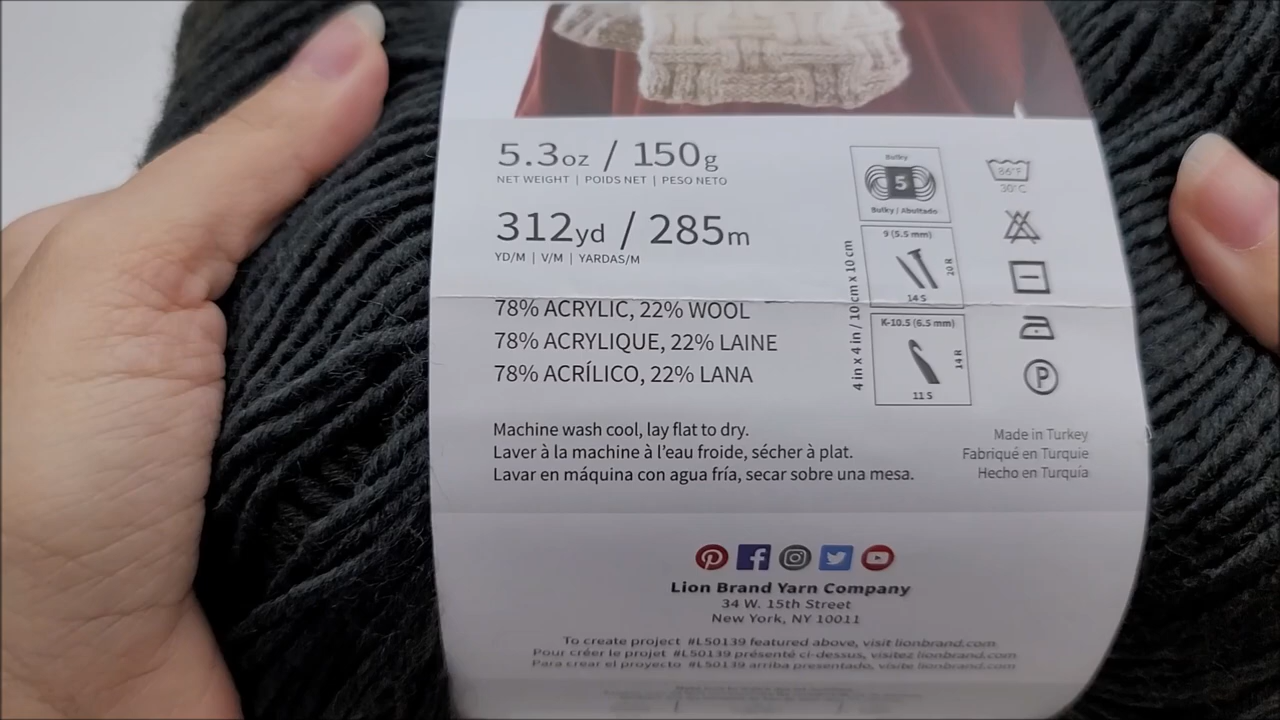 5.3oz / 150g
NET WEIGHT | POIDS NET | PESO NETO
312yd / 285m
YD/M | V/M | YARDAS/M
78% ACRYLIC, 22% WOOL
78% ACRYLIQUE, 22% LAINE
78% ACRÍLICO, 22% LANA
Machine wash cool, lay flat to dry.
Laver à la machine à l'eau froide, sécher à plat.
Lavar en máquina con agua fría, secar sobre una mesa.
4 in x 4 in / 10 cm x 10 cm
Bulky
5
Bulky / Abultado
9 (5.5 mm)
20 R
14 S
K-10.5 (6.5 mm)
14 R
11 S
86°F
30°C
P
Made in Turkey
Fabriqué en Turquie
Hecho en Turquía
Lion Brand Yarn Company
34 W. 15th Street
New York, NY 10011
To create project #L50139 featured above, visit lionbrand.com
Pour créer le projet #L50139 présenté ci-dessus, visitez lionbrand.com
Para crear el proyecto #L50139 arriba presentado, visite lionbrand.com